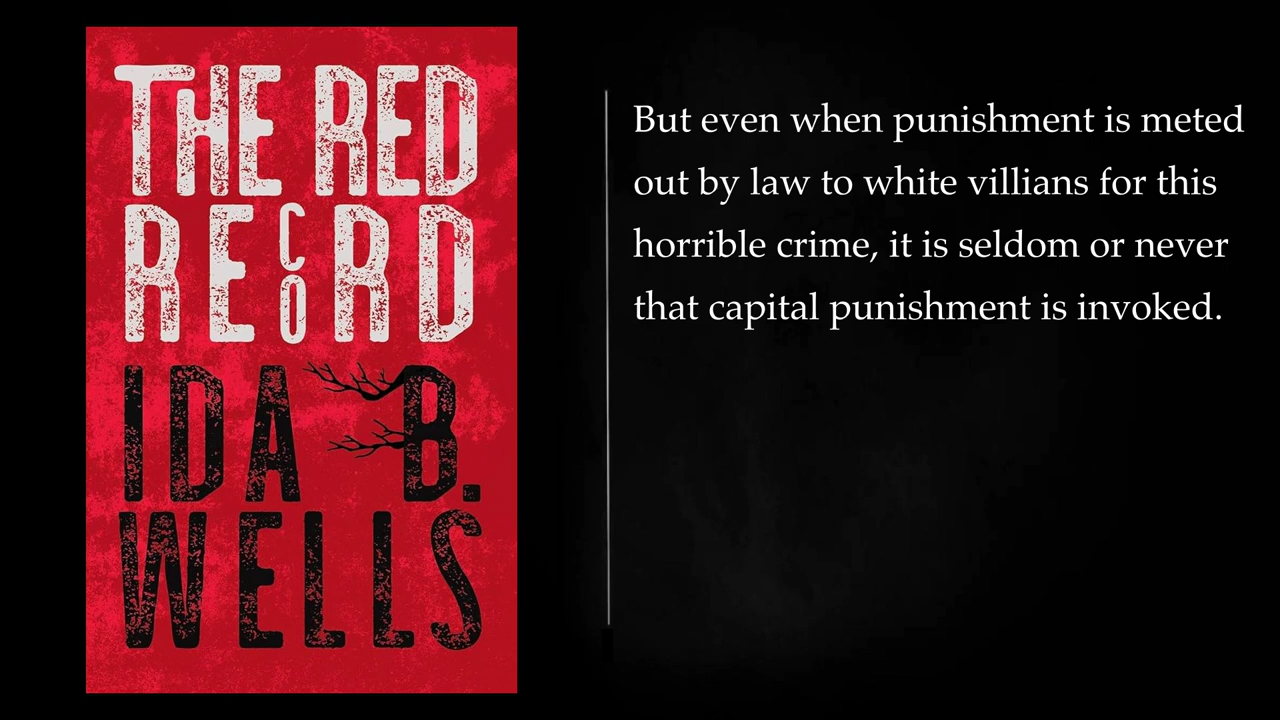 THE RED
RECORD
IDA B.
WELLS
But even when punishment is meted
out by law to white villians for this
horrible crime, it is seldom or never
that capital punishment is invoked.